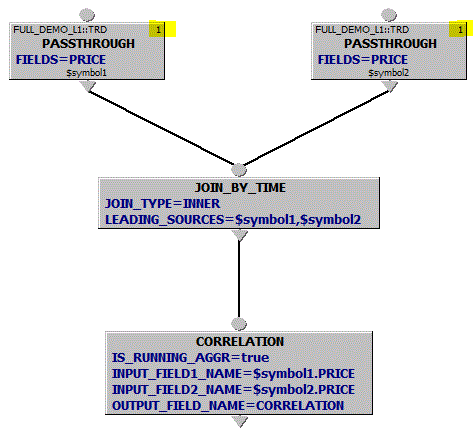 FULL_DEMO_L1::TRD 1
PASSTHROUGH
FIELDS=PRICE
$symbol1
FULL_DEMO_L1::TRD 1
PASSTHROUGH
FIELDS=PRICE
$symbol2
JOIN_BY_TIME
JOIN_TYPE=INNER
LEADING_SOURCES=$symbol1,$symbol2
CORRELATION
IS_RUNNING_AGGR=true
INPUT_FIELD1_NAME=$symbol1.PRICE
INPUT_FIELD2_NAME=$symbol2.PRICE
OUTPUT_FIELD_NAME=CORRELATION